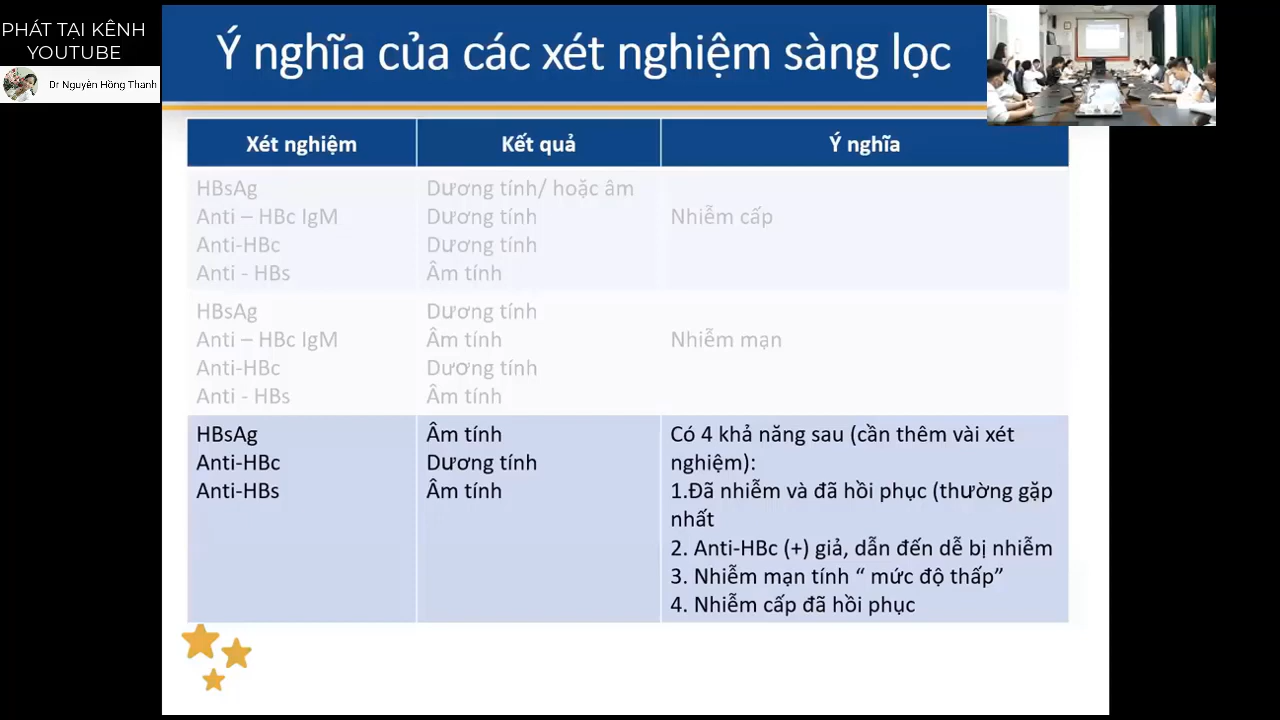 PHÁT TẠI KÊNH
YOUTUBE
Dr Nguyễn Hồng Thanh
Ý nghĩa của các xét nghiệm sàng lọc
Xét nghiệm Kết quả Ý nghĩa
HBsAg Dương tính/ hoặc âm
Anti – HBc IgM Dương tính Nhiễm cấp
Anti-HBc Dương tính
Anti - HBs Âm tính
HBsAg Dương tính
Anti – HBc IgM Âm tính Nhiễm mạn
Anti-HBc Dương tính
Anti - HBs Âm tính
HBsAg Âm tính Có 4 khả năng sau (cần thêm vài xét
Anti-HBc Dương tính nghiệm):
Anti-HBs Âm tính 1.Đã nhiễm và đã hồi phục (thường gặp
nhất
2. Anti-HBc (+) giả, dẫn đến dễ bị nhiễm
3. Nhiễm mạn tính “ mức độ thấp”
4. Nhiễm cấp đã hồi phục